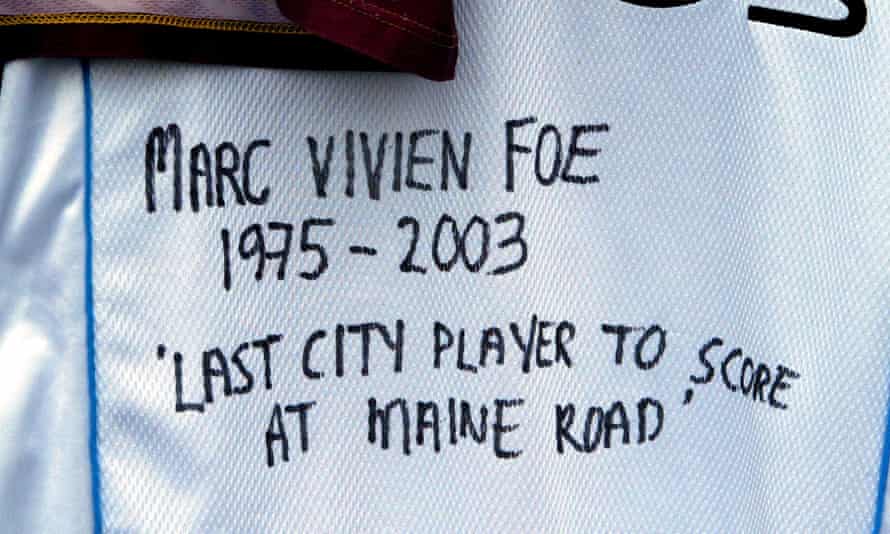 MARC VIVIEN FOE
1975-2003
'LAST CITY PLAYER TO SCORE
AT MAINE ROAD'